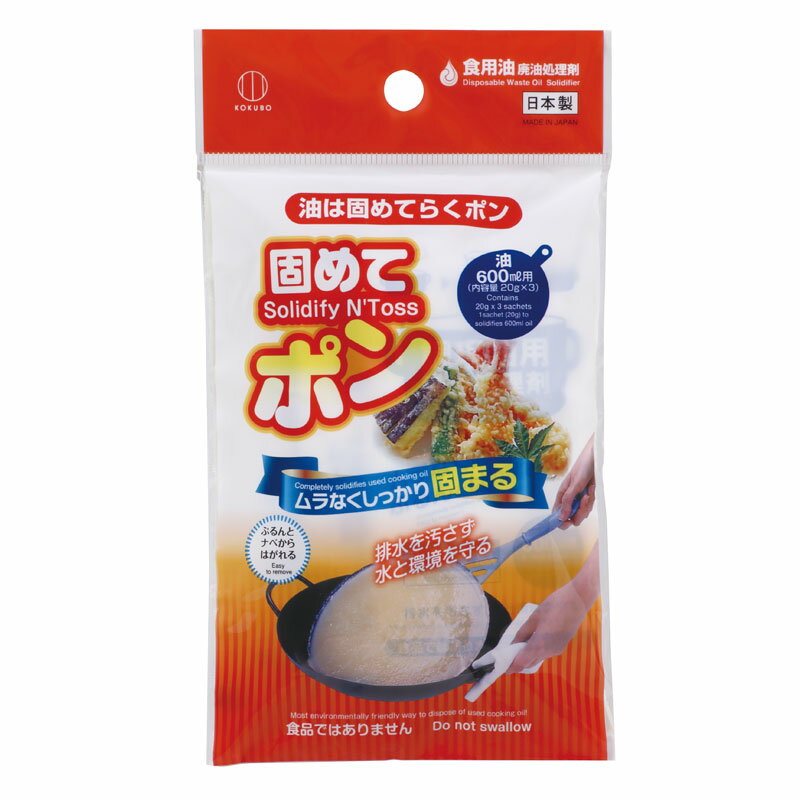 KOKUBO
食用油 廃油処理剤
Disposable Waste Oil Solidifier
日本製
MADE IN JAPAN
油は固めてらくポン
固めて
Solidify N'Toss
ポン
油
600㎖用
(内容量 20g×3)
Contains
20g x 3 sachets
1sachet (20g) to
solidifies 600ml oil
Completely solidifies used cooking oil
ムラなくしっかり固まる
ぷるんと
ナベから
はがれる
Easy
to remove
排水を汚さず
水と環境を守る
Most environmentally friendly way to dispose of used cooking oil!
食品ではありません Do not swallow